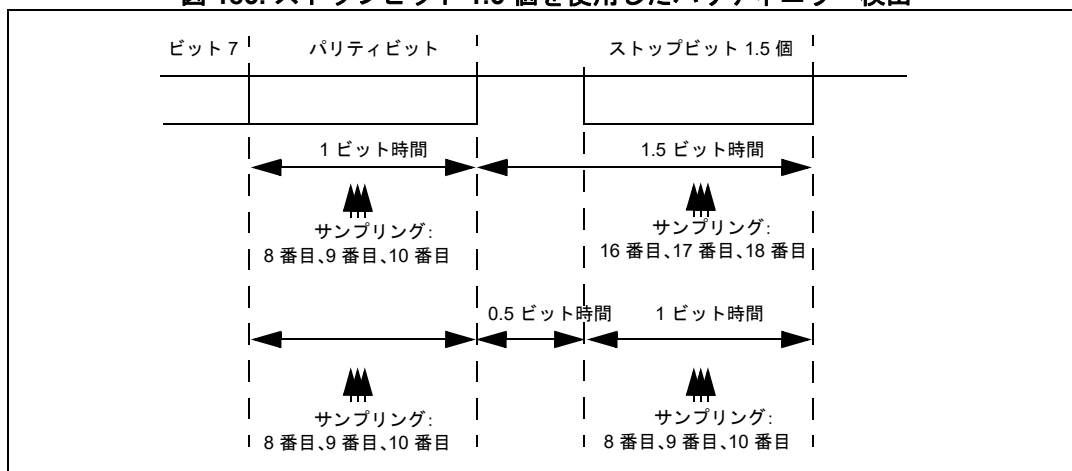 ビット 7 パリティビット ストップビット 1.5 個
1 ビット時間 1.5 ビット時間
サンプリング: サンプリング:
8 番目、9 番目、10 番目 16 番目、17 番目、18 番目
0.5 ビット時間 1 ビット時間
サンプリング: サンプリング:
8 番目、9 番目、10 番目 8 番目、9 番目、10 番目